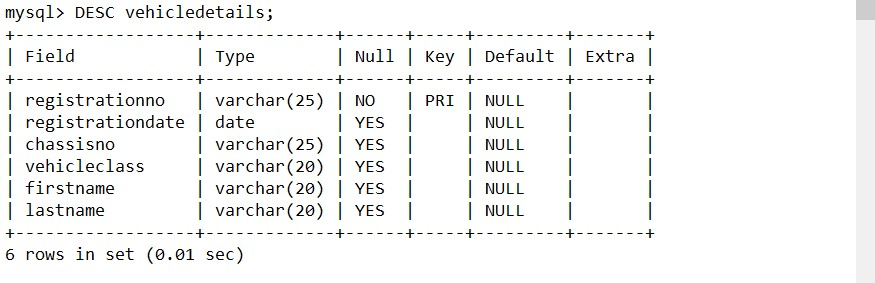 mysql> DESC vehicledetails;
+------------------+-------------+------+-----+---------+-------+
| Field            | Type        | Null | Key | Default | Extra |
+------------------+-------------+------+-----+---------+-------+
| registrationno   | varchar(25) | NO   | PRI | NULL    |       |
| registrationdate | date        | YES  |     | NULL    |       |
| chassisno        | varchar(25) | YES  |     | NULL    |       |
| vehicleclass     | varchar(20) | YES  |     | NULL    |       |
| firstname        | varchar(20) | YES  |     | NULL    |       |
| lastname         | varchar(20) | YES  |     | NULL    |       |
+------------------+-------------+------+-----+---------+-------+
6 rows in set (0.01 sec)